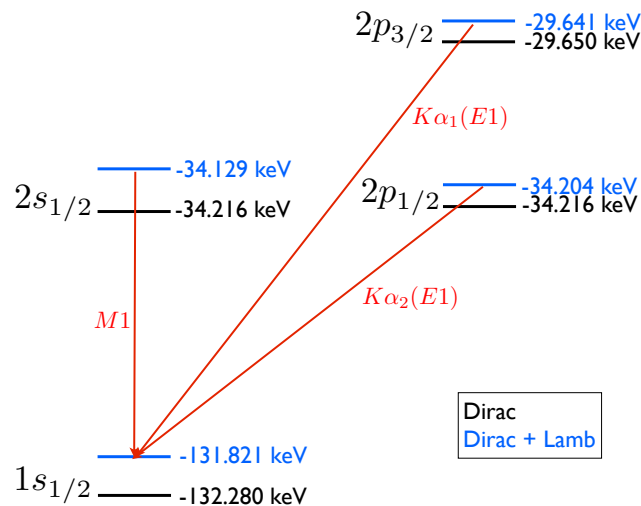 2p3/2
-29.641 keV
-29.650 keV
Kα1(E1)
-34.129 keV
2s1/2
-34.216 keV
2p1/2
-34.204 keV
-34.216 keV
Kα2(E1)
M1
Dirac
Dirac + Lamb
-131.821 keV
1s1/2
-132.280 keV